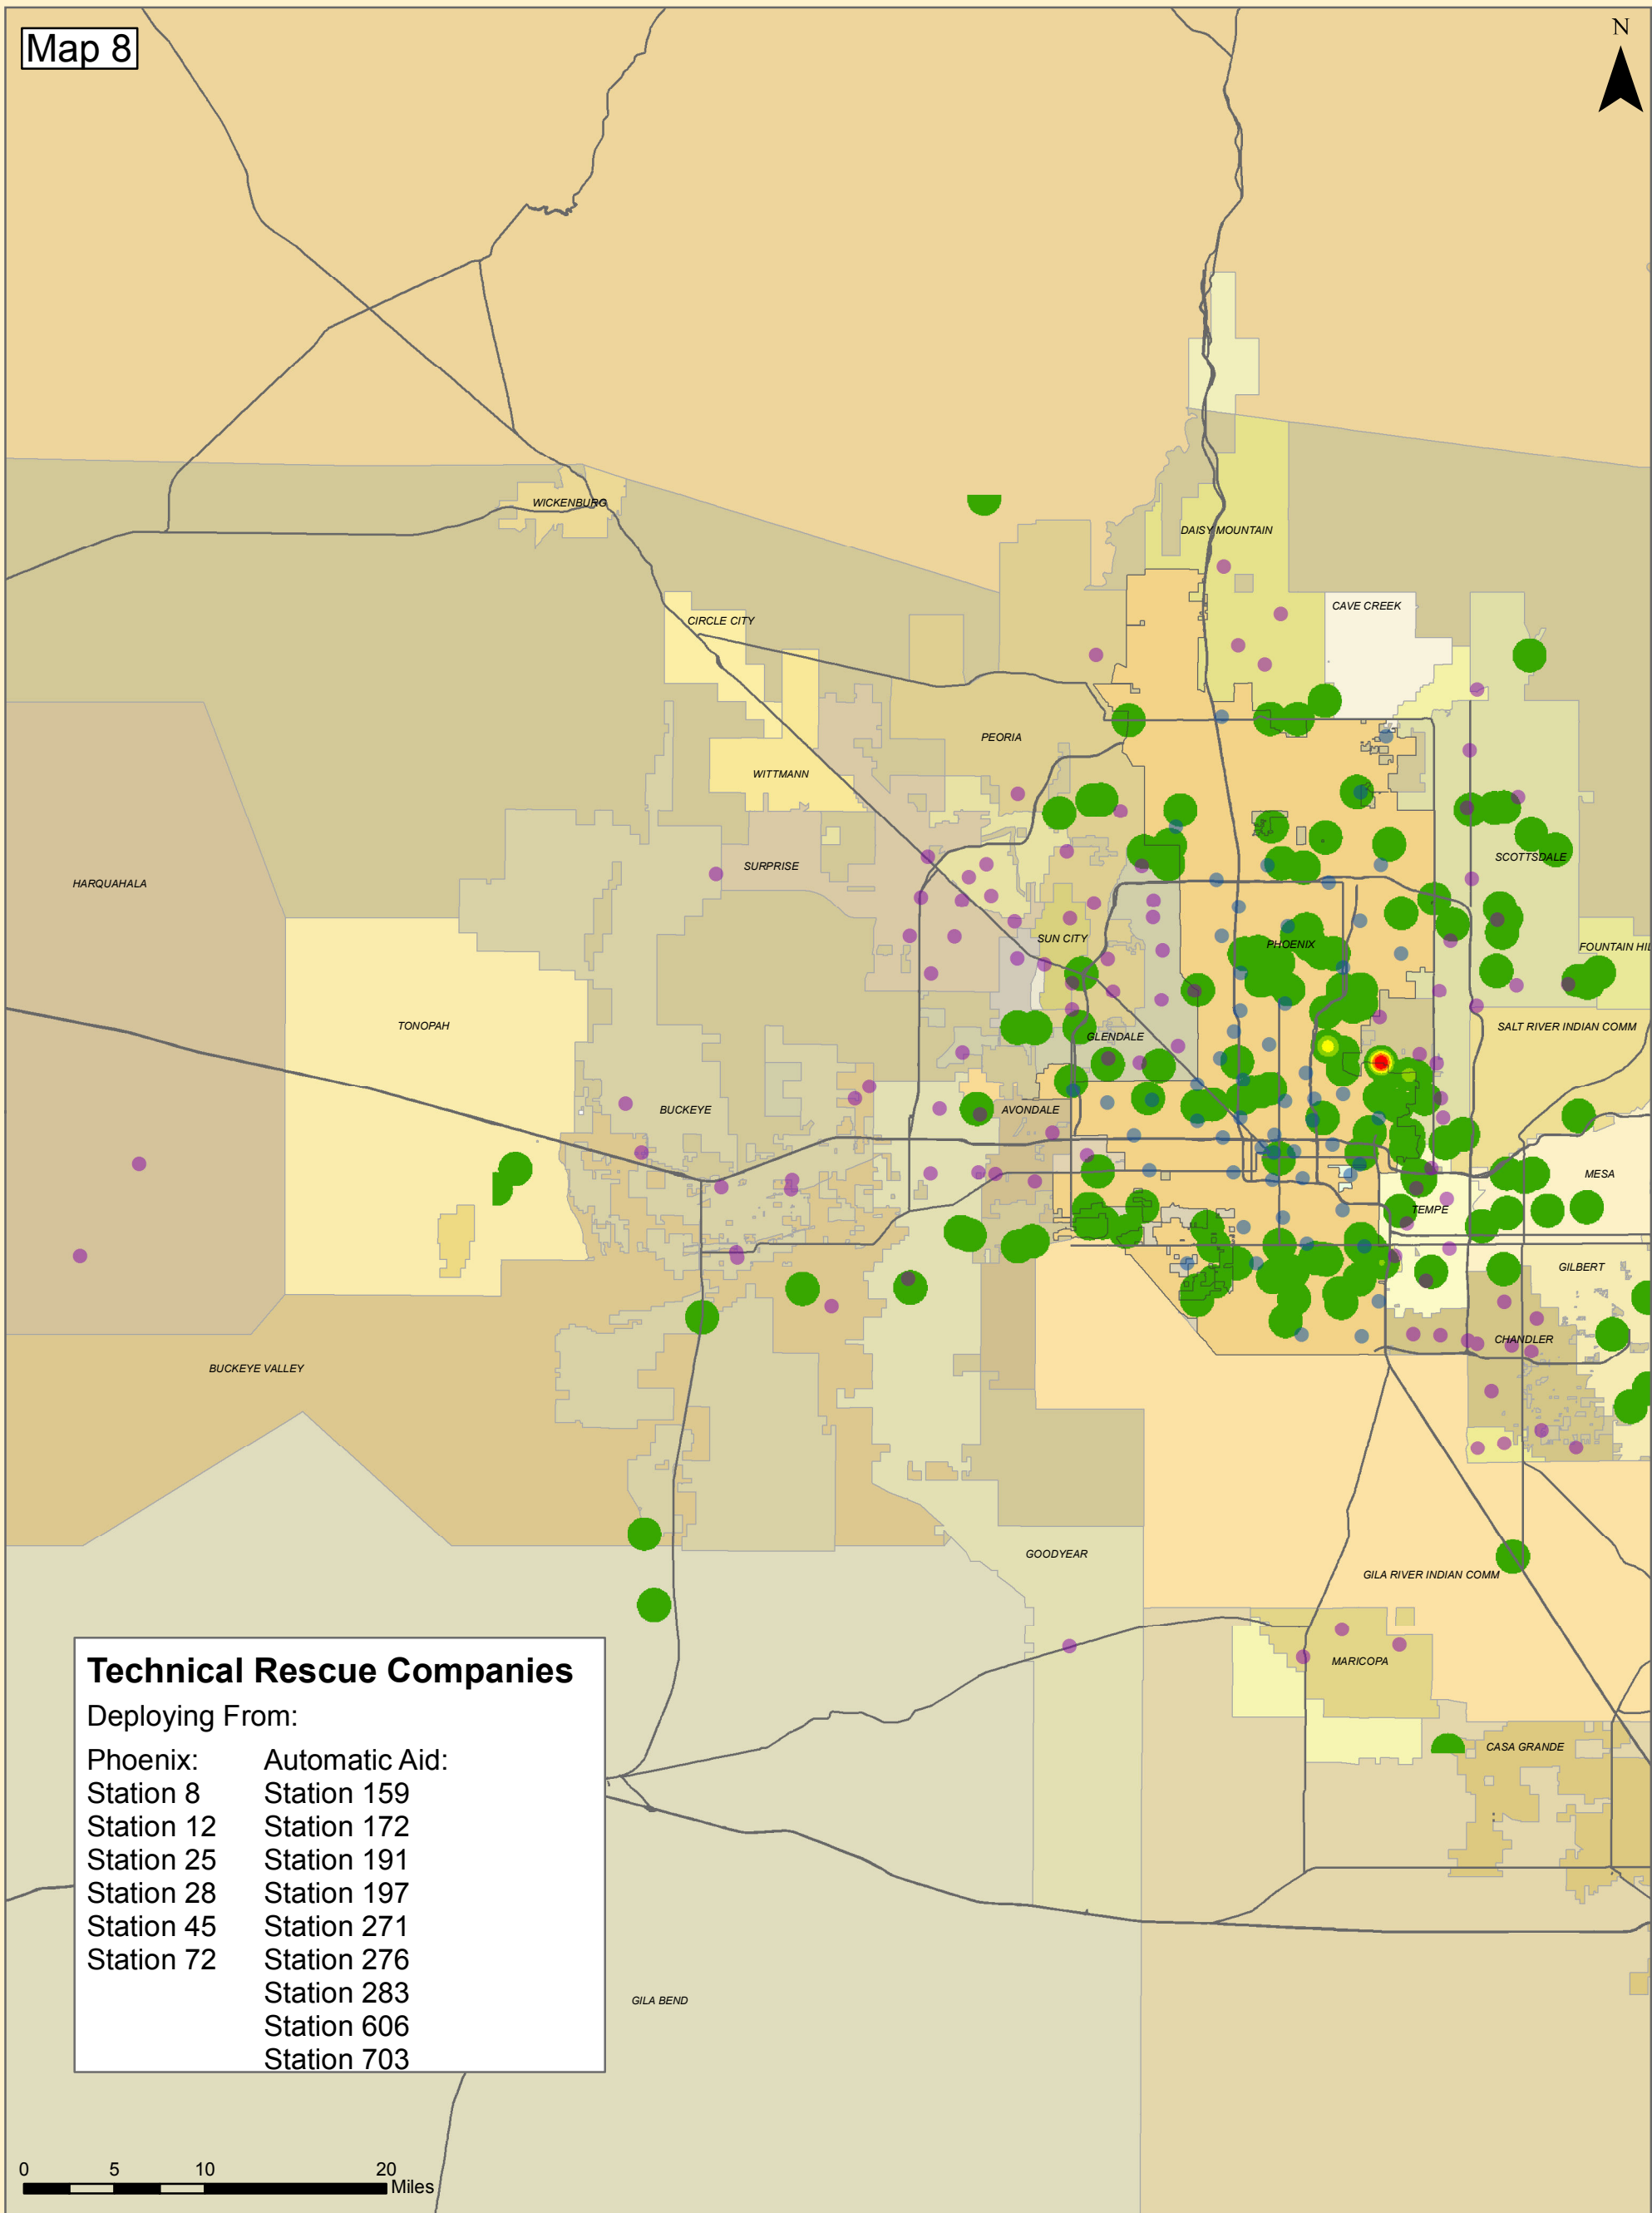 Map 8
N
WICKENBURG
DAISY MOUNTAIN
CAVE CREEK
CIRCLE CITY
PEORIA
WITTMANN
SURPRISE
SCOTTSDALE
HARQUAHALA
SUN CITY
PHOENIX
FOUNTAIN HIL
TONOPAH
SALT RIVER INDIAN COMM
GLENDALE
BUCKEYE
AVONDALE
MESA
TEMPE
GILBERT
CHANDLER
BUCKEYE VALLEY
GOODYEAR
GILA RIVER INDIAN COMM
MARICOPA
CASA GRANDE
GILA BEND
Technical Rescue Companies
Deploying From:
Phoenix: Automatic Aid:
Station 8 Station 159
Station 12 Station 172
Station 25 Station 191
Station 28 Station 197
Station 45 Station 271
Station 72 Station 276
Station 283
Station 606
Station 703
0 5 10 20
Miles